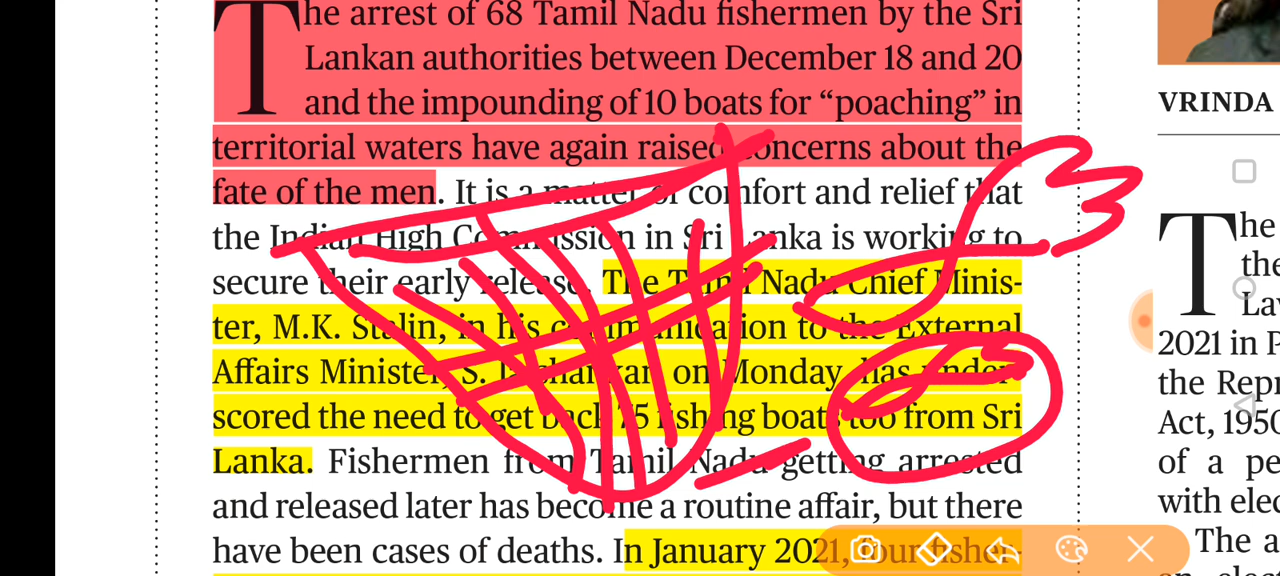 The arrest of 68 Tamil Nadu fishermen by the Sri
Lankan authorities between December 18 and 20
and the impounding of 10 boats for “poaching” in
territorial waters have again raised concerns about the
fate of the men. It is a matter of comfort and relief that
the Indian High Commission in Sri Lanka is working to
secure their early release. The Tamil Nadu Chief Minis-
ter, M.K. Stalin, in his communication to the External
Affairs Minister, S. Jaishankar, on Monday, has under-
scored the need to get back 75 fishing boats too from Sri
Lanka. Fishermen from Tamil Nadu getting arrested
and released later has become a routine affair, but there
have been cases of deaths. In January 2021, four fisher-
VRINDA
The
the
La
2021 in P
the Repr
Act, 1950
of a pe
with elec
The a